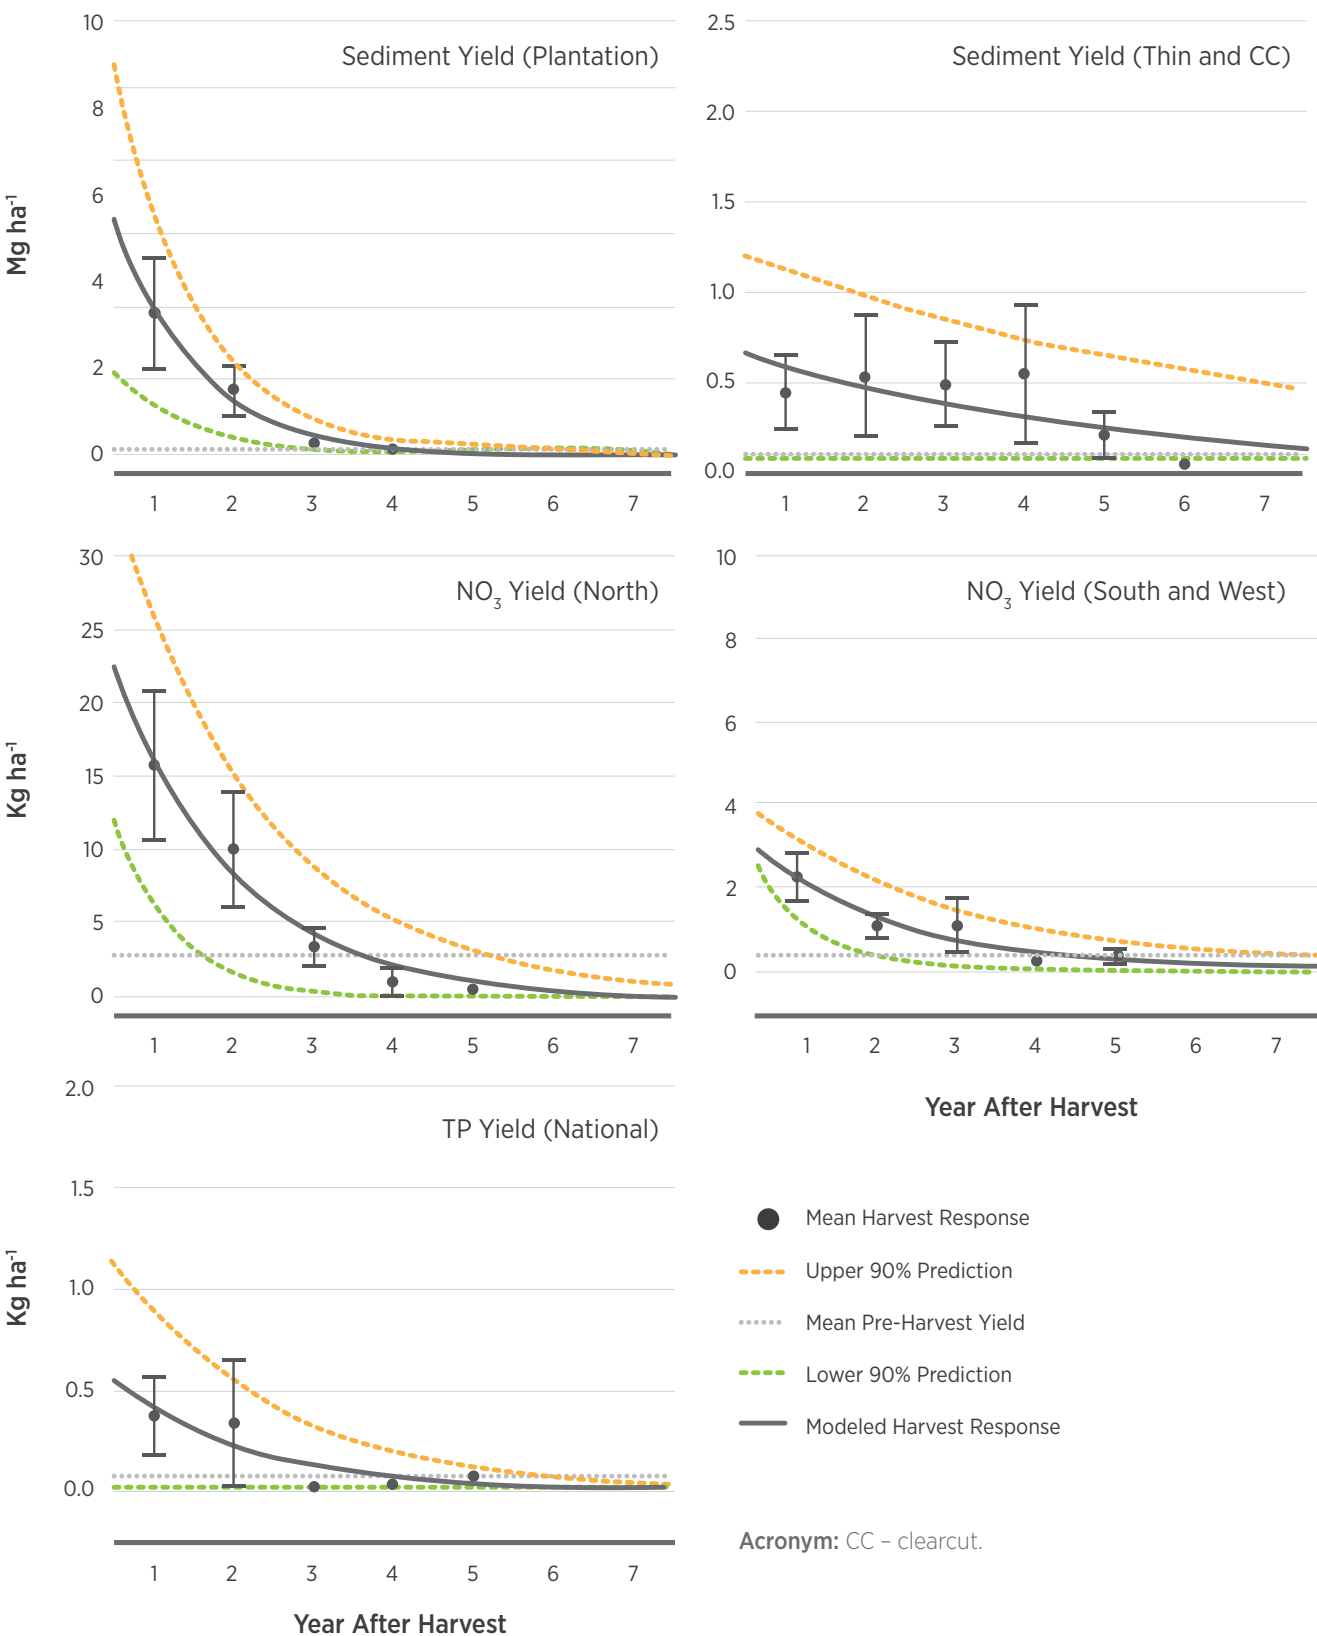 Sediment Yield (Plantation)
Mg ha-1
10
8
6
4
2
0
1 2 3 4 5 6 7
Sediment Yield (Thin and CC)
2.5
2.0
1.5
1.0
0.5
0.0
1 2 3 4 5 6 7
NO3 Yield (North)
Kg ha-1
30
25
20
15
10
5
0
1 2 3 4 5 6 7
NO3 Yield (South and West)
10
8
6
4
2
0
1 2 3 4 5 6 7
Year After Harvest
TP Yield (National)
Kg ha-1
2.0
1.5
1.0
0.5
0.0
1 2 3 4 5 6 7
Year After Harvest
Mean Harvest Response
Upper 90% Prediction
Mean Pre-Harvest Yield
Lower 90% Prediction
Modeled Harvest Response
Acronym: CC – clearcut.